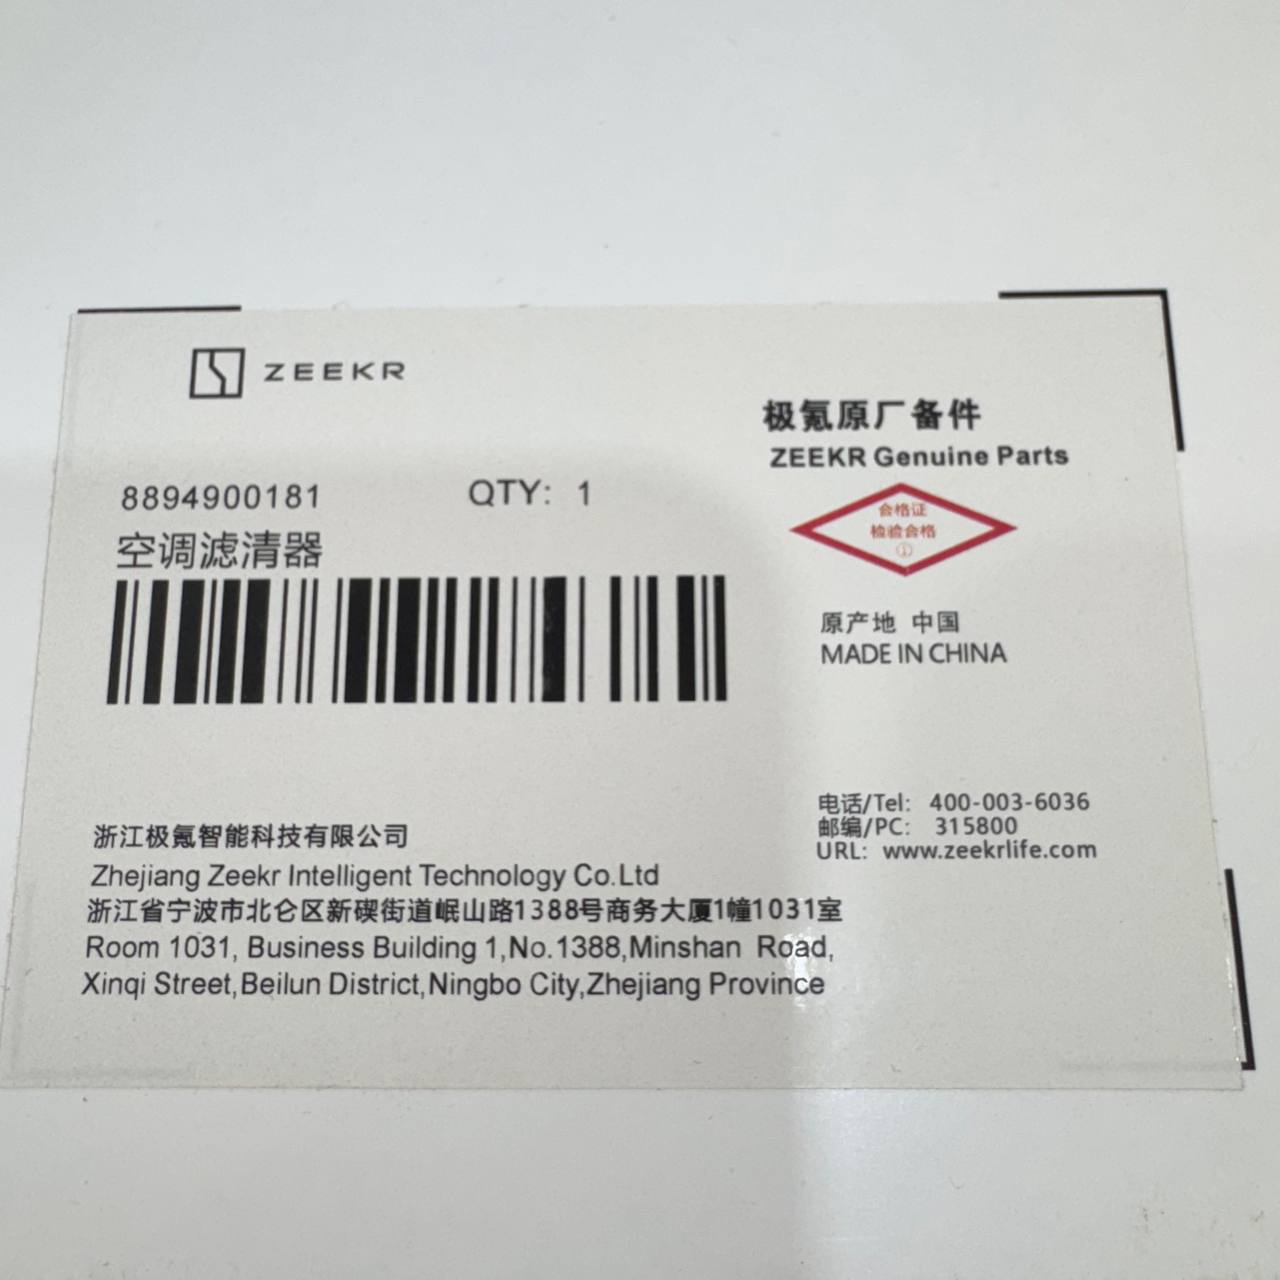 ZEEKR
极氪原厂备件
ZEEKR Genuine Parts
8894900181 QTY: 1
空调滤清器
合格证
检验合格
①
原产地 中国
MADE IN CHINA
电话/Tel: 400-003-6036
邮编/PC: 315800
URL: www.zeekrlife.com
浙江极氪智能科技有限公司
Zhejiang Zeekr Intelligent Technology Co.Ltd
浙江省宁波市北仑区新碶街道岷山路1388号商务大厦1幢1031室
Room 1031, Business Building 1,No.1388,Minshan Road,
Xinqi Street,Beilun District,Ningbo City,Zhejiang Province